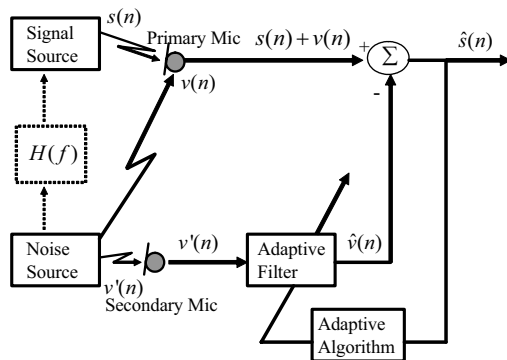 s(n)
Signal
Source
Primary Mic
s(n) + v(n)
+
Σ
ŝ(n)
v(n)
-
H(f)
Noise
Source
v'(n)
Adaptive
Filter
v̂(n)
v'(n)
Secondary Mic
Adaptive
Algorithm